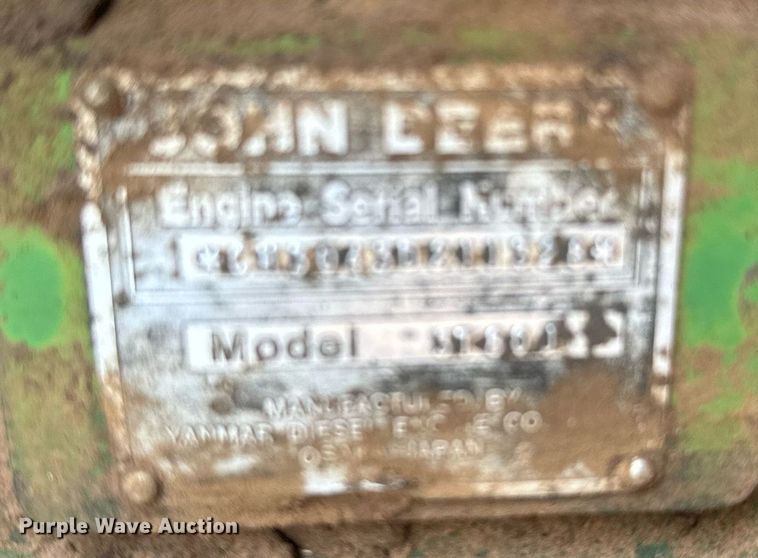 JOHN DEERE
Engine Serial Number
Model
MANUFACTURED BY
YANMAR DIESEL ENGINE CO
OSAKA JAPAN
Purple Wave Auction